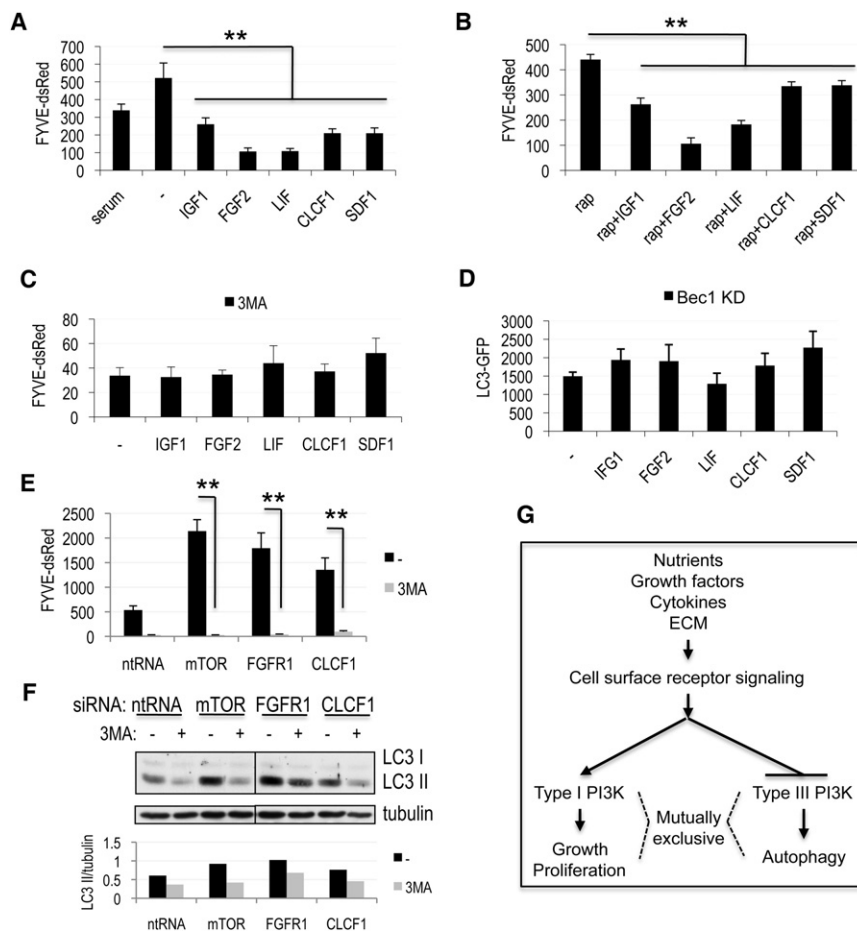 A
FYVE-dsRed
700
600
500
400
300
200
100
0
**
serum
-
IGF1
FGF2
LIF
CLCF1
SDF1
B
FYVE-dsRed
500
400
300
200
100
0
**
rap
rap+IGF1
rap+FGF2
rap+LIF
rap+CLCF1
rap+SDF1
C
3MA
FYVE-dsRed
80
60
40
20
0
- IGF1 FGF2 LIF CLCF1 SDF1
D
Bec1 KD
LC3-GFP
3000
2500
2000
1500
1000
500
0
-
IFG1
FGF2
LIF
CLCF1
SDF1
E
FYVE-dsRed
2500
2000
1500
1000
500
0
** ** **
-
3MA
ntRNA mTOR FGFR1 CLCF1
F
siRNA: ntRNA mTOR FGFR1 CLCF1
3MA: - + - + - + - +
LC3 I
LC3 II
tubulin
LC3 II/tubulin
1.5
1
0.5
0
-
3MA
ntRNA mTOR FGFR1 CLCF1
G
Nutrients
Growth factors
Cytokines
ECM
Cell surface receptor signaling
Type I PI3K
Mutually
exclusive
Type III PI3K
Growth
Proliferation
Autophagy